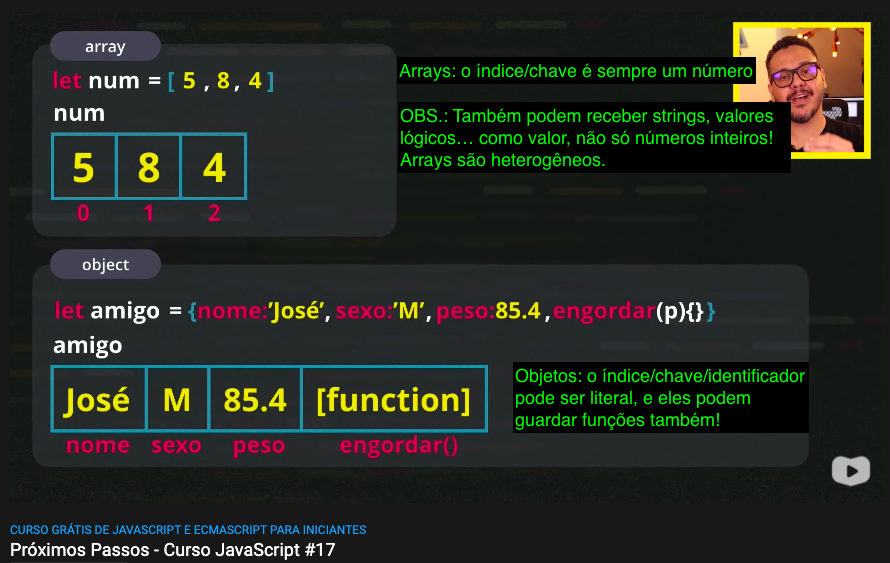 array
let num = [ 5 , 8 , 4 ]
num
5 8 4
0 1 2
Arrays: o índice/chave é sempre um número
OBS.: Também podem receber strings, valores
lógicos… como valor, não só números inteiros!
Arrays são heterogêneos.
object
let amigo = {nome:’José’, sexo:’M’, peso:85.4 , engordar(p){} }
amigo
José M 85.4 [function]
nome sexo peso engordar()
Objetos: o índice/chave/identificador
pode ser literal, e eles podem
guardar funções também!
CURSO GRÁTIS DE JAVASCRIPT E ECMASCRIPT PARA INICIANTES
Próximos Passos - Curso JavaScript #17